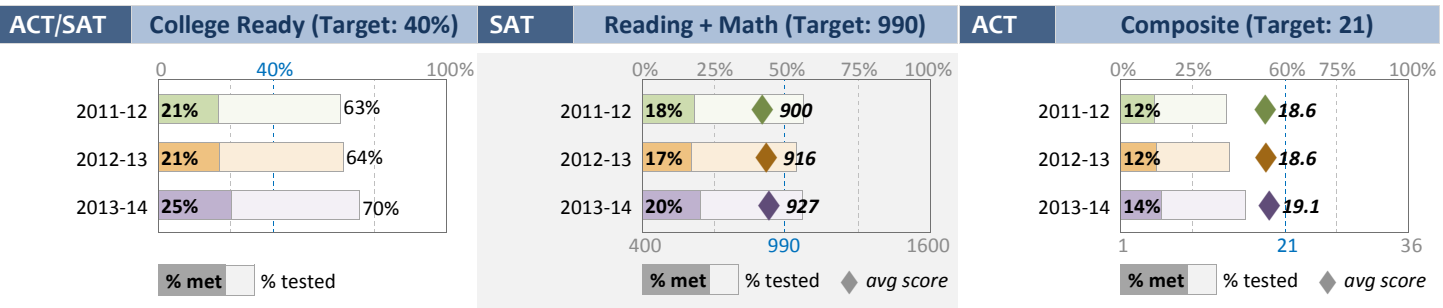 ACT/SAT College Ready (Target: 40%)
0 40% 100%
2011-12 21% 63%
2012-13 21% 64%
2013-14 25% 70%
% met % tested
SAT Reading + Math (Target: 990)
0% 25% 50% 75% 100%
2011-12 18% 900
2012-13 17% 916
2013-14 20% 927
400 990 1600
% met % tested avg score
ACT Composite (Target: 21)
0% 25% 60% 75% 100%
2011-12 12% 18.6
2012-13 12% 18.6
2013-14 14% 19.1
1 21 36
% met % tested avg score